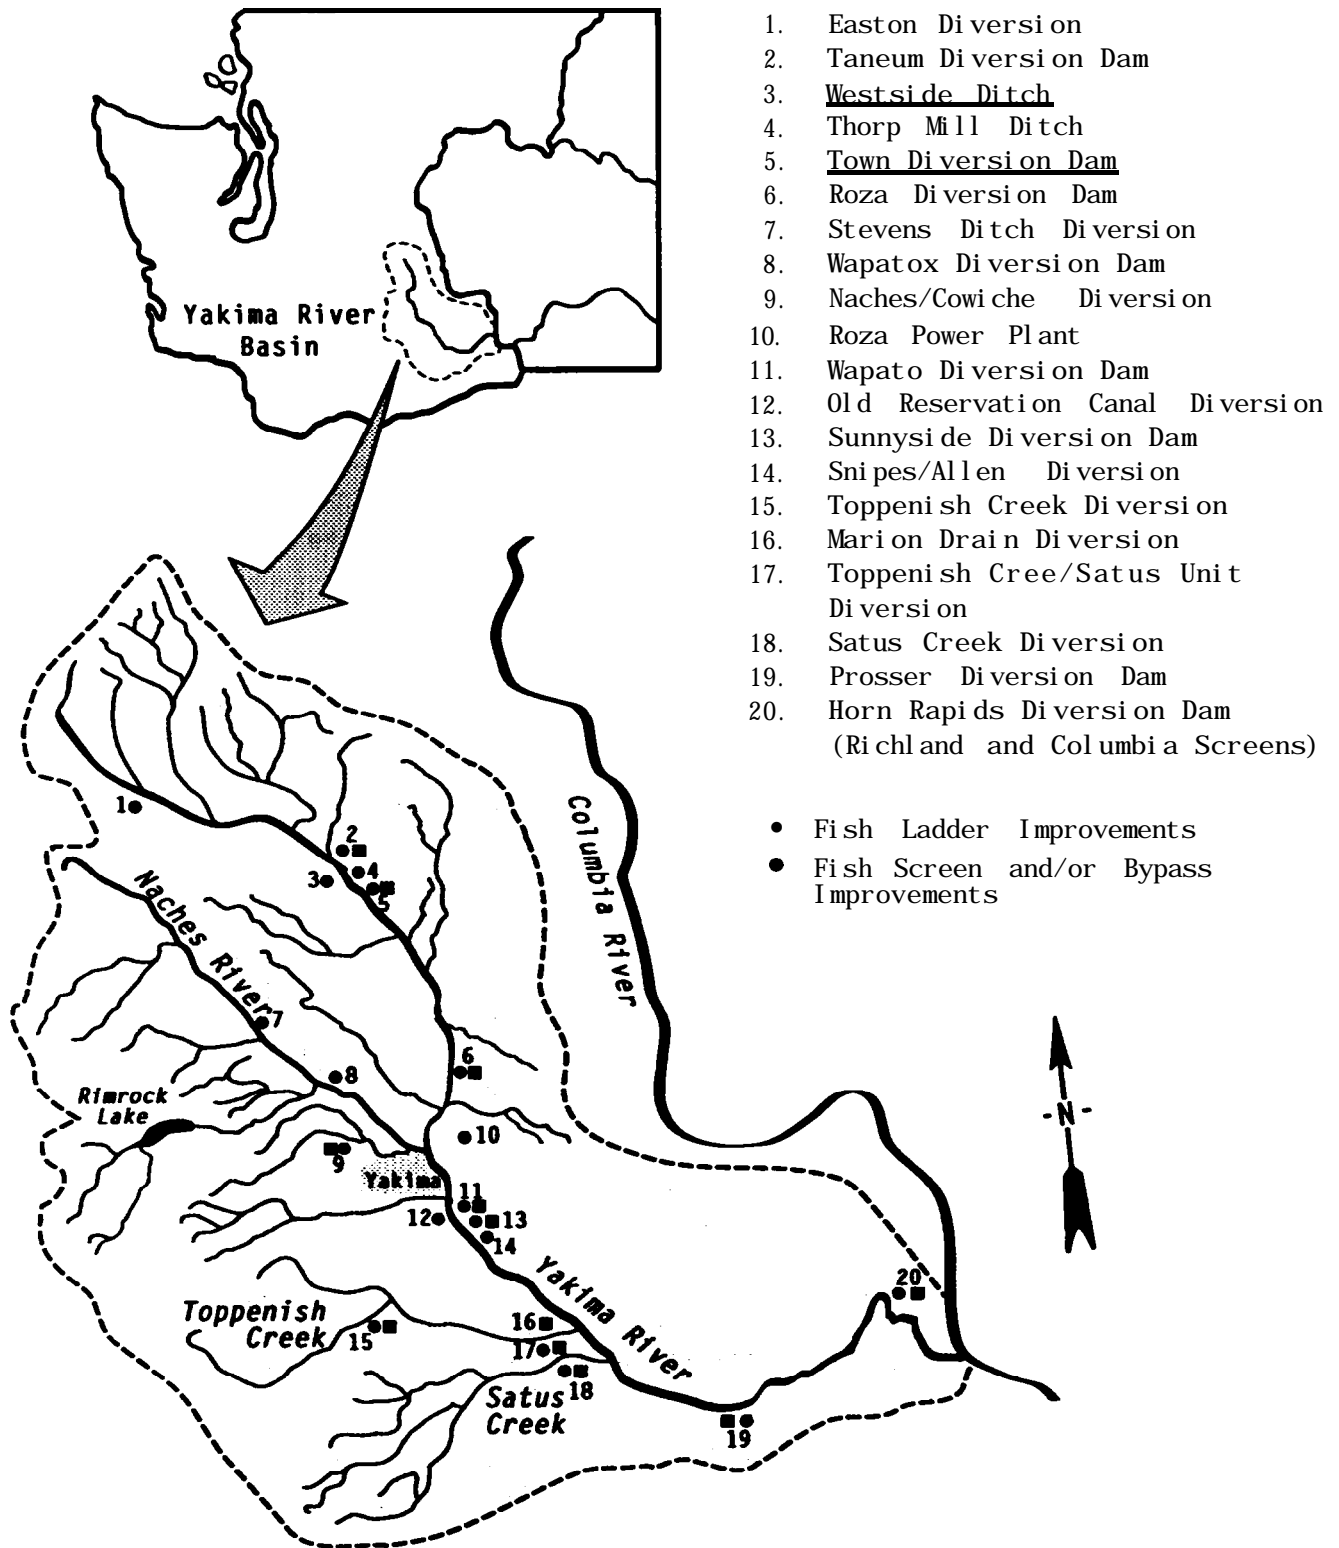 1. Easton Diversion
2. Taneum Diversion Dam
3. Westside Ditch
4. Thorp Mill Ditch
5. Town Diversion Dam
6. Roza Diversion Dam
7. Stevens Ditch Diversion
8. Wapatox Diversion Dam
9. Naches/Cowiche Diversion
10. Roza Power Plant
11. Wapato Diversion Dam
12. Old Reservation Canal Diversion
13. Sunnyside Diversion Dam
14. Snipes/Allen Diversion
15. Toppenish Creek Diversion
16. Marion Drain Diversion
17. Toppenish Cree/Satus Unit
Diversion
18. Satus Creek Diversion
19. Prosser Diversion Dam
20. Horn Rapids Diversion Dam
(Richland and Columbia Screens)
• Fish Ladder Improvements
● Fish Screen and/or Bypass
Improvements
Yakima River
Basin
1
2
3
4
5
Naches River
7
8
6
Columbia River
Rimrock
Lake
9
10
Yakima
11
12
13
14
Yakima River
N
Toppenish
Creek
15
16
17
18
Satus
Creek
19
20